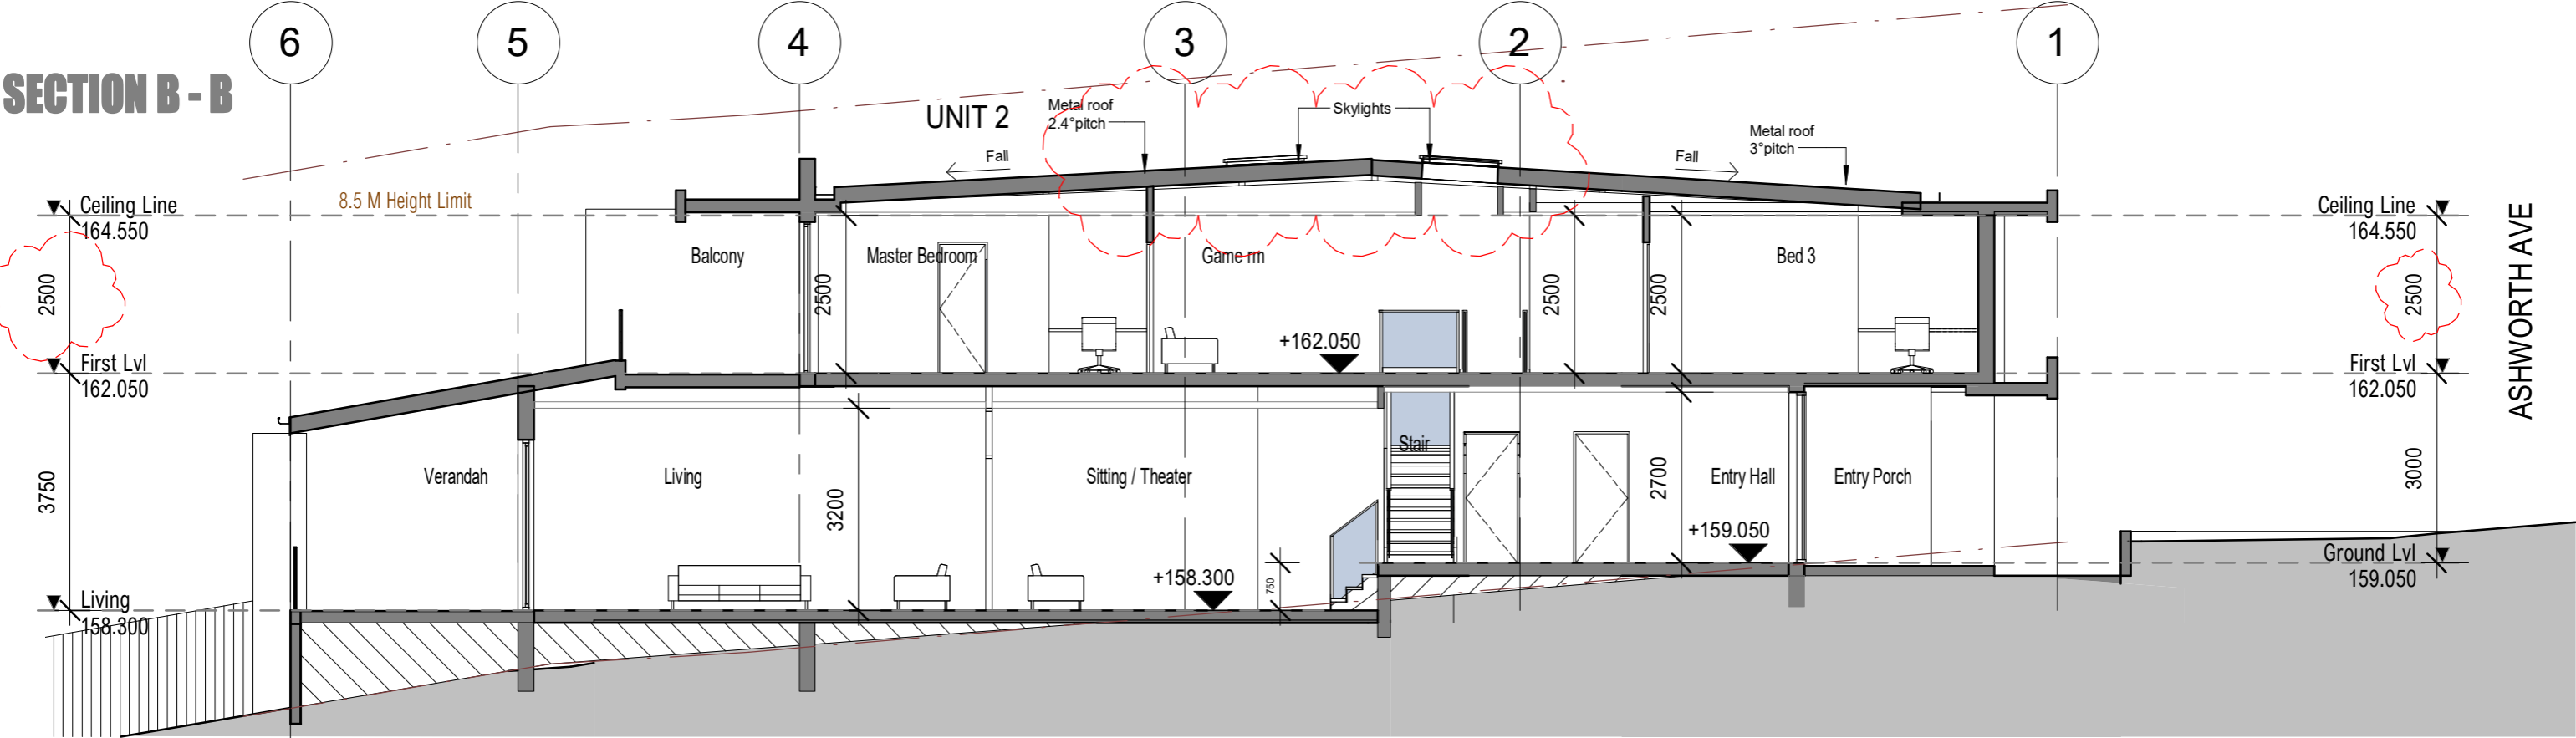 6
5
4
3
2
1
SECTION B - B
UNIT 2
Metal roof
2.4°pitch
Skylights
Metal roof
3°pitch
Fall
Fall
8.5 M Height Limit
Ceiling Line
164.550
Ceiling Line
164.550
Balcony
Master Bedroom
Game rm
Bed 3
2500
2500
2500
2500
2500
+162.050
First Lvl
162.050
First Lvl
162.050
ASHWORTH AVE
Stair
Verandah
Living
Sitting / Theater
Entry Hall
Entry Porch
3750
3200
2700
3000
+159.050
+158.300
750
Ground Lvl
159.050
Living
158.300